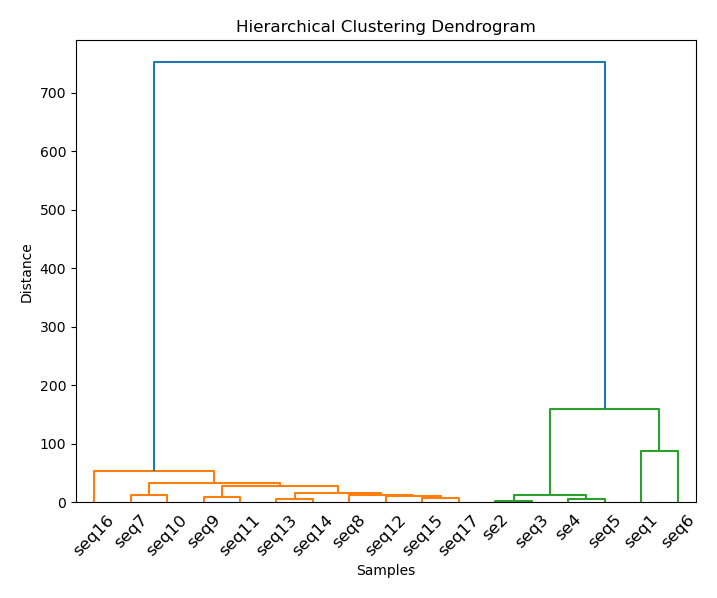 Hierarchical Clustering Dendrogram
700
600
500
400
300
200
100
0
Distance
seq16 seq7 seq10 seq9 seq11 seq13 seq14 seq8 seq12 seq15 seq17 se2 seq3 se4 seq5 seq1 seq6
Samples